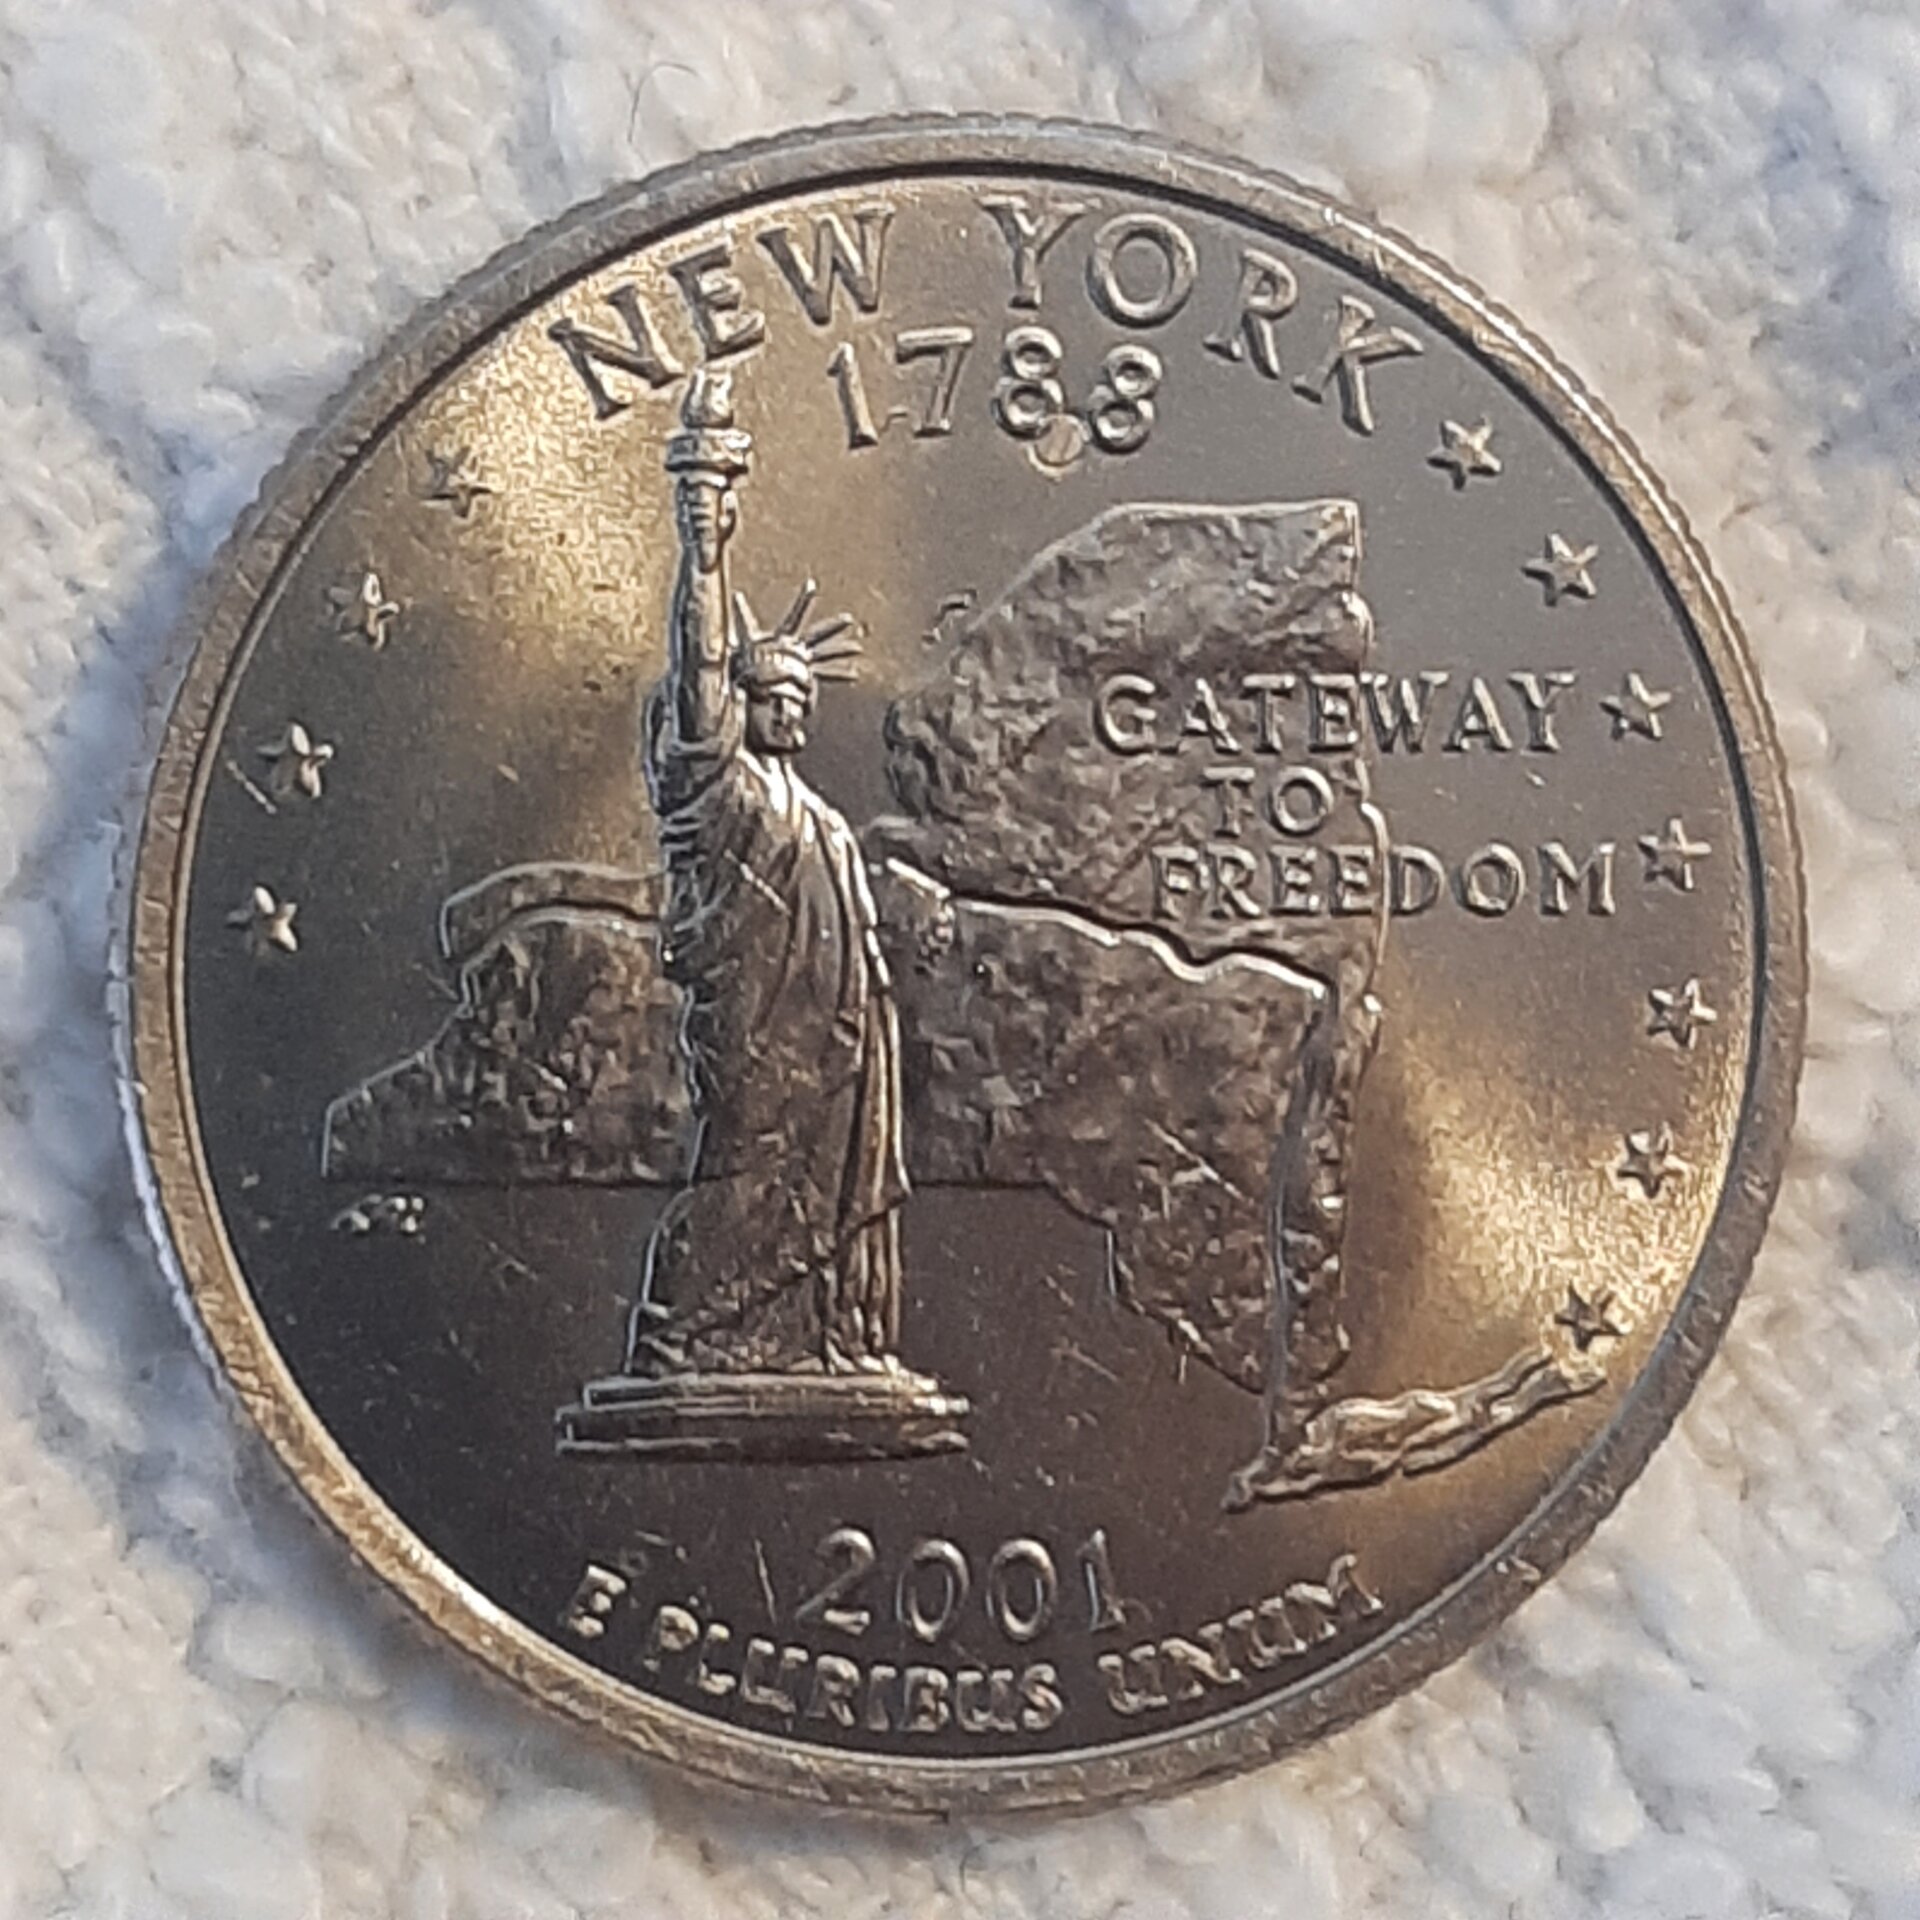 NEW YORK
1788
GATEWAY
TO
FREEDOM
2001
E PLURIBUS UNUM